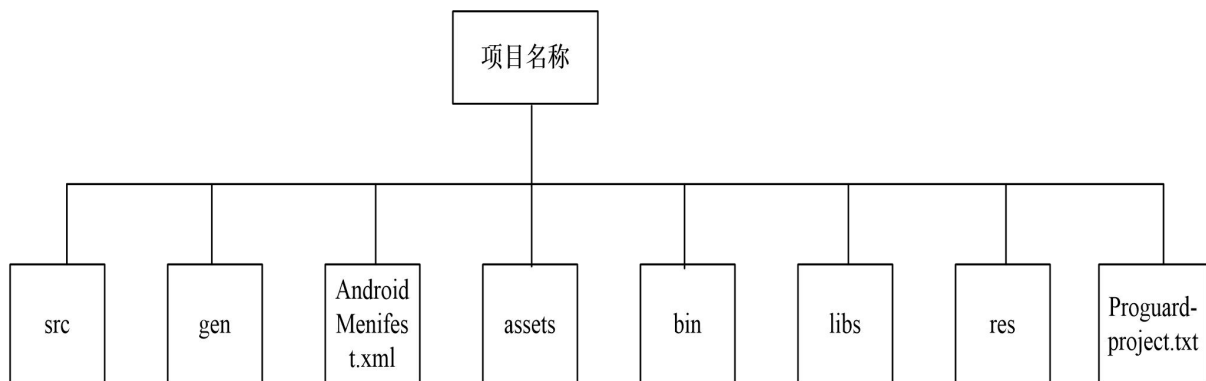 项目名称
src
gen
Android
Menifes
t.xml
assets
bin
libs
res
Proguard-
project.txt